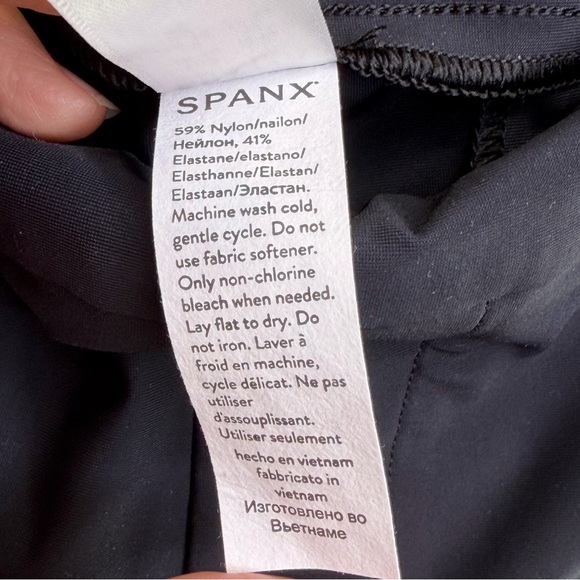 SPANX
59% Nylon/nailon/
Нейлон, 41%
Elastane/elastano/
Elasthanne/Elastan/
Elastaan/Эластан.
Machine wash cold,
gentle cycle. Do not
use fabric softener.
Only non-chlorine
bleach when needed.
Lay flat to dry. Do
not iron. Laver à
froid en machine,
cycle délicat. Ne pas
utiliser
d'assouplissant.
Utiliser seulement
hecho en vietnam
fabbricato in
vietnam
Изготовлено во
Вьетнаме